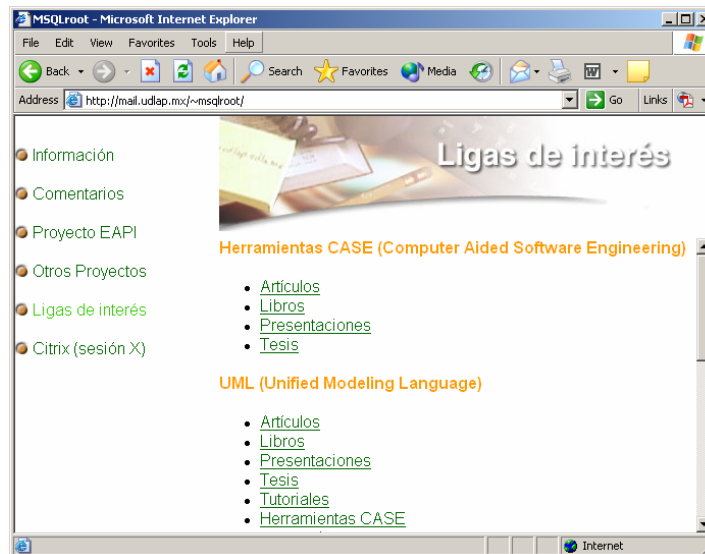 MSQLroot - Microsoft Internet Explorer
File Edit View Favorites Tools Help
Back Search Favorites Media
Address http://mail.udlap.mx/~msqlroot/ Go Links
Ligas de interés
Información
Comentarios
Proyecto EAPI
Otros Proyectos
Ligas de interés
Citrix (sesión X)
Herramientas CASE (Computer Aided Software Engineering)
Artículos
Libros
Presentaciones
Tesis
UML (Unified Modeling Language)
Artículos
Libros
Presentaciones
Tesis
Tutoriales
Herramientas CASE
Internet